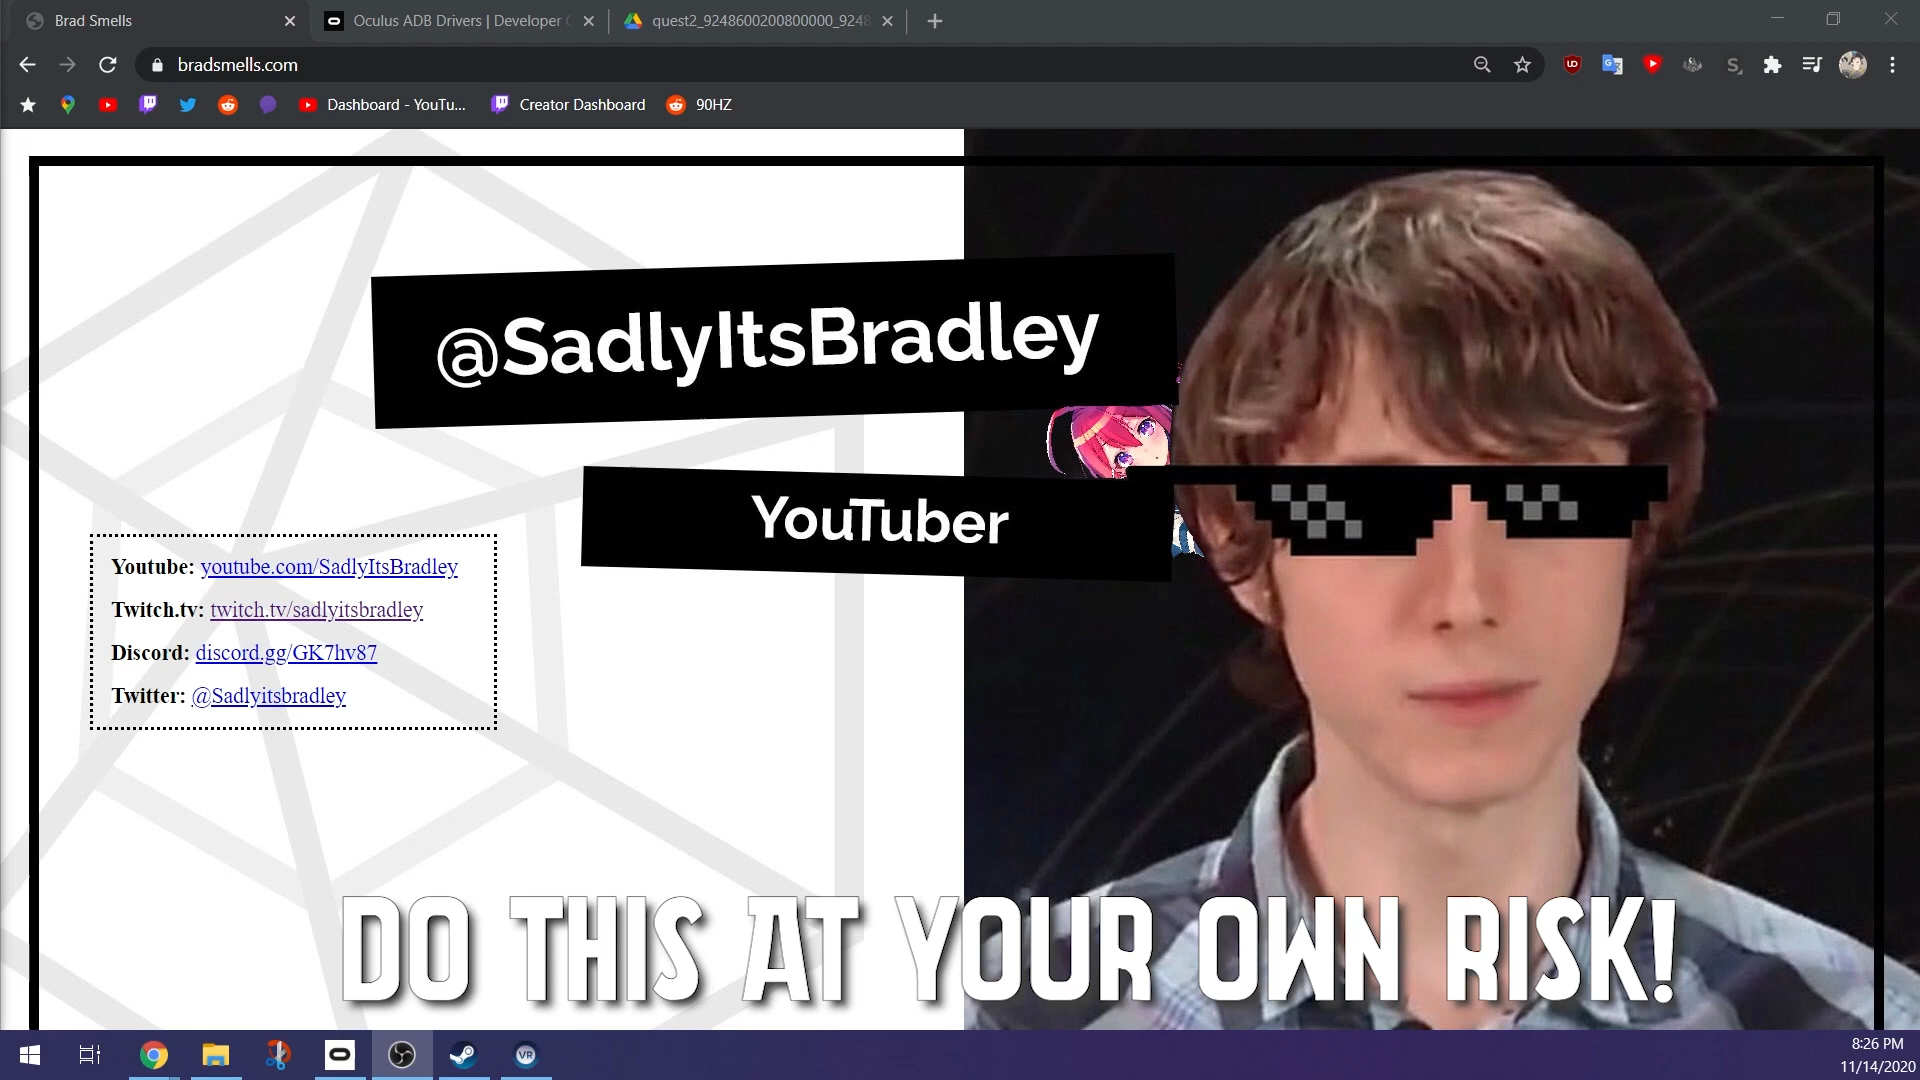 Brad Smells
Oculus ADB Drivers | Developer
quest2_9248600200800000_9248
bradsmells.com
Dashboard - YouTu...
Creator Dashboard
90HZ
@SadlyItsBradley
YouTuber
Youtube: youtube.com/SadlyItsBradley
Twitch.tv: twitch.tv/sadlyitsbradley
Discord: discord.gg/GK7hv87
Twitter: @Sadlyitsbradley
DO THIS AT YOUR OWN RISK!
VR
8:26 PM
11/14/2020